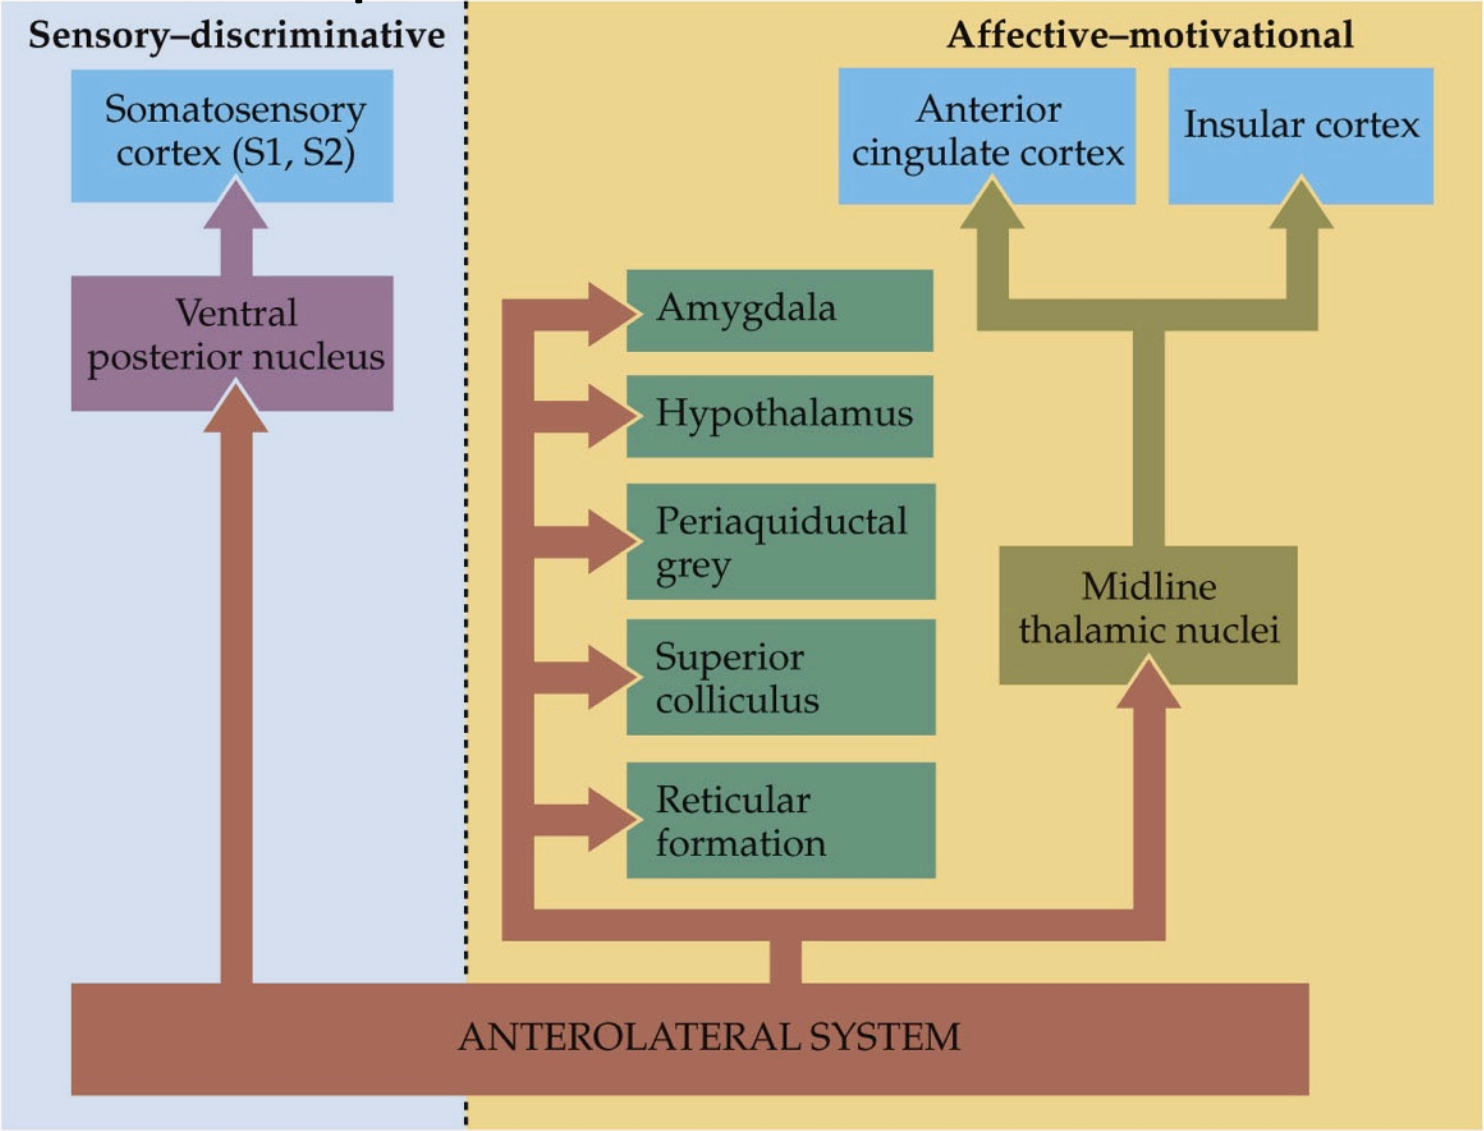 Sensory–discriminative
Affective–motivational
Somatosensory
cortex (S1, S2)
Anterior
cingulate cortex
Insular cortex
Ventral
posterior nucleus
Amygdala
Hypothalamus
Periaquiductal
grey
Superior
colliculus
Reticular
formation
Midline
thalamic nuclei
ANTEROLATERAL SYSTEM